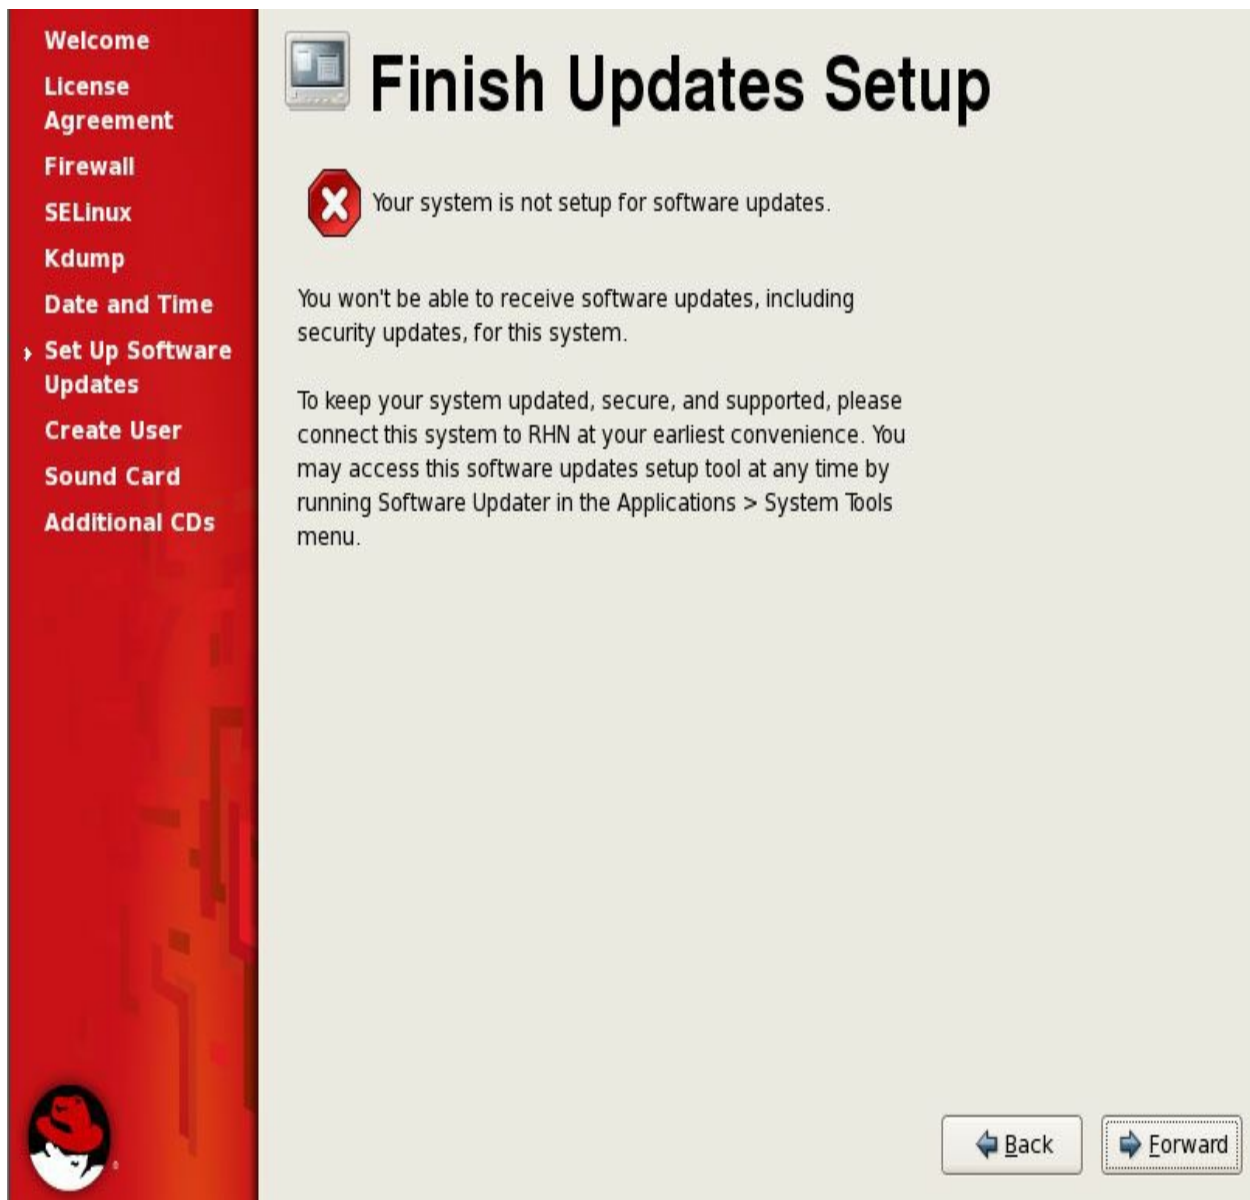 Welcome
License
Agreement
Firewall
SELinux
Kdump
Date and Time
Set Up Software
Updates
Create User
Sound Card
Additional CDs
Finish Updates Setup
Your system is not setup for software updates.
You won't be able to receive software updates, including
security updates, for this system.
To keep your system updated, secure, and supported, please
connect this system to RHN at your earliest convenience. You
may access this software updates setup tool at any time by
running Software Updater in the Applications > System Tools
menu.
Back
Forward